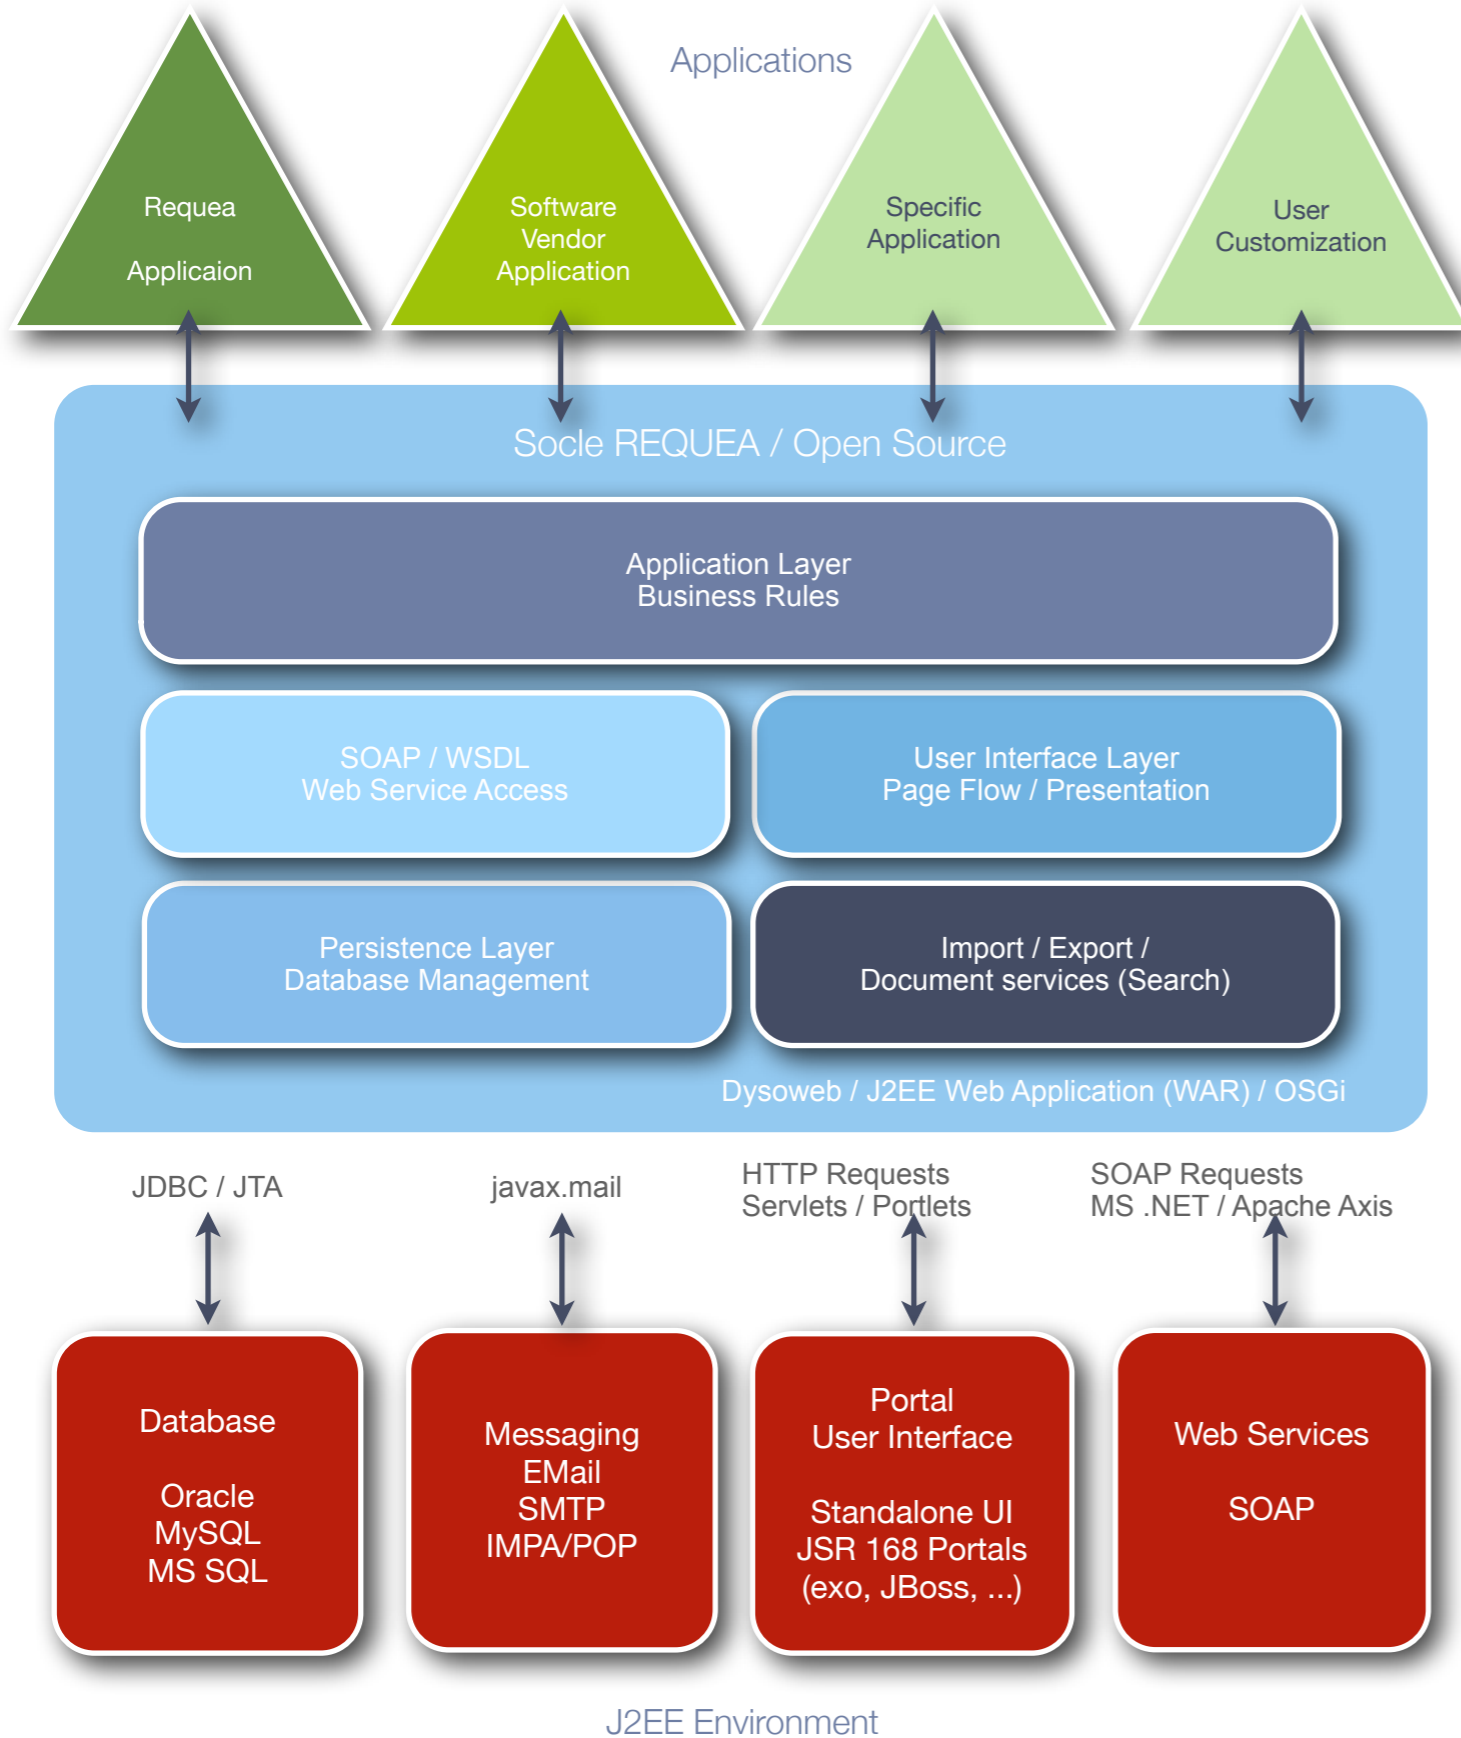 Applications
Requea
Applicaion
Software
Vendor
Application
Specific
Application
User
Customization
Socle REQUEA / Open Source
Application Layer
Business Rules
SOAP / WSDL
Web Service Access
User Interface Layer
Page Flow / Presentation
Persistence Layer
Database Management
Import / Export /
Document services (Search)
Dysoweb / J2EE Web Application (WAR) / OSGi
JDBC / JTA
javax.mail
HTTP Requests
Servlets / Portlets
SOAP Requests
MS .NET / Apache Axis
Database
Oracle
MySQL
MS SQL
Messaging
EMail
SMTP
IMPA/POP
Portal
User Interface
Standalone UI
JSR 168 Portals
(exo, JBoss, ...)
Web Services
SOAP
J2EE Environment